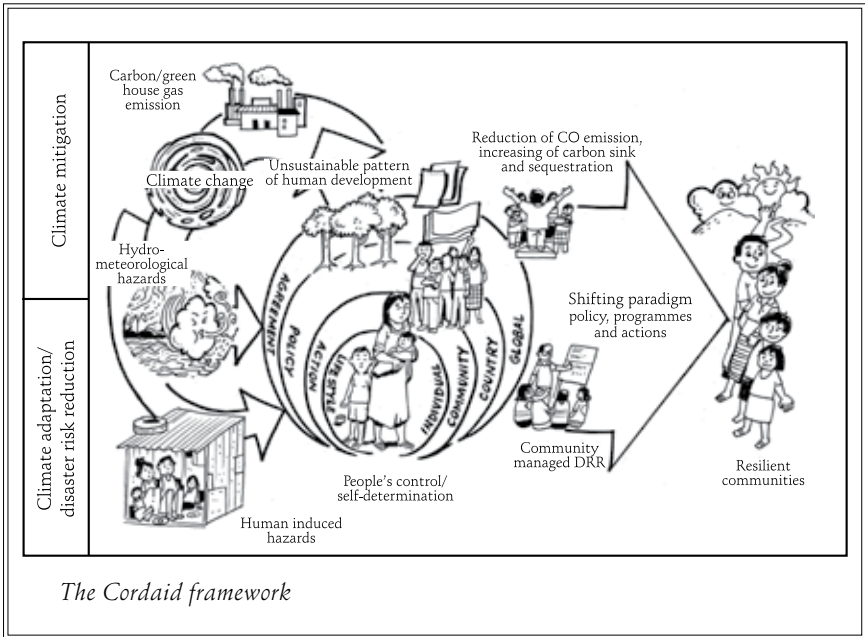 Climate mitigation
Climate adaptation/
disaster risk reduction
Carbon/green
house gas
emission
Climate change
Unsustainable pattern
of human development
Reduction of CO emission,
increasing of carbon sink
and sequestration
Hydro-
meteorological
hazards
Shifting paradigm
policy, programmes
and actions
AGREEMENT
POLICY
ACTION
LIFESTYLE
INDIVIDUAL
COMMUNITY
COUNTRY
GLOBAL
Community
managed DRR
People's control/
self-determination
Human induced
hazards
Resilient
communities
The Cordaid framework